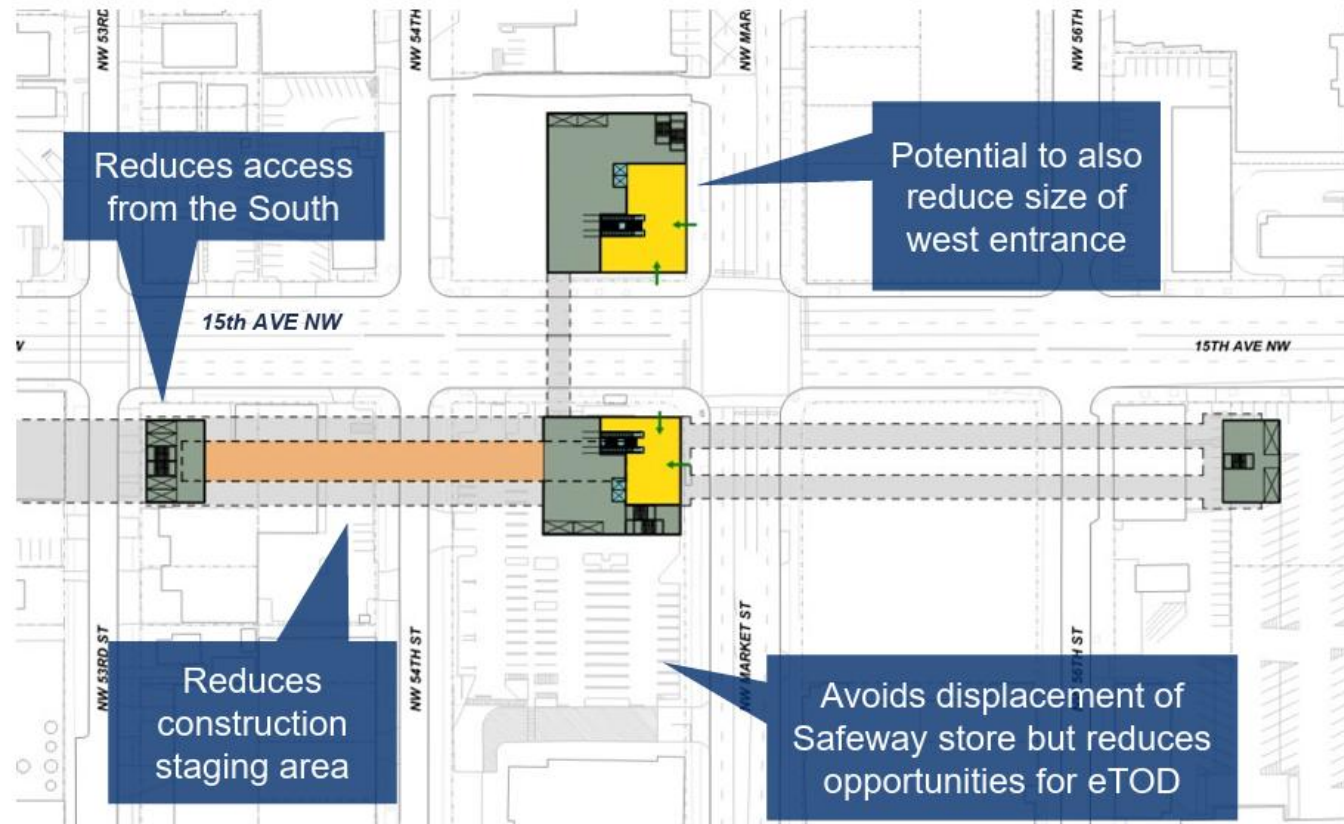 NW 53RD
NW 54TH
NW MAR
NW 56TH
Reduces access
from the South
Potential to also
reduce size of
west entrance
15th AVE NW
15TH AVE NW
NW 53RD ST
NW 54TH ST
NW MARKET ST
NW 56TH ST
Reduces
construction
staging area
Avoids displacement of
Safeway store but reduces
opportunities for eTOD